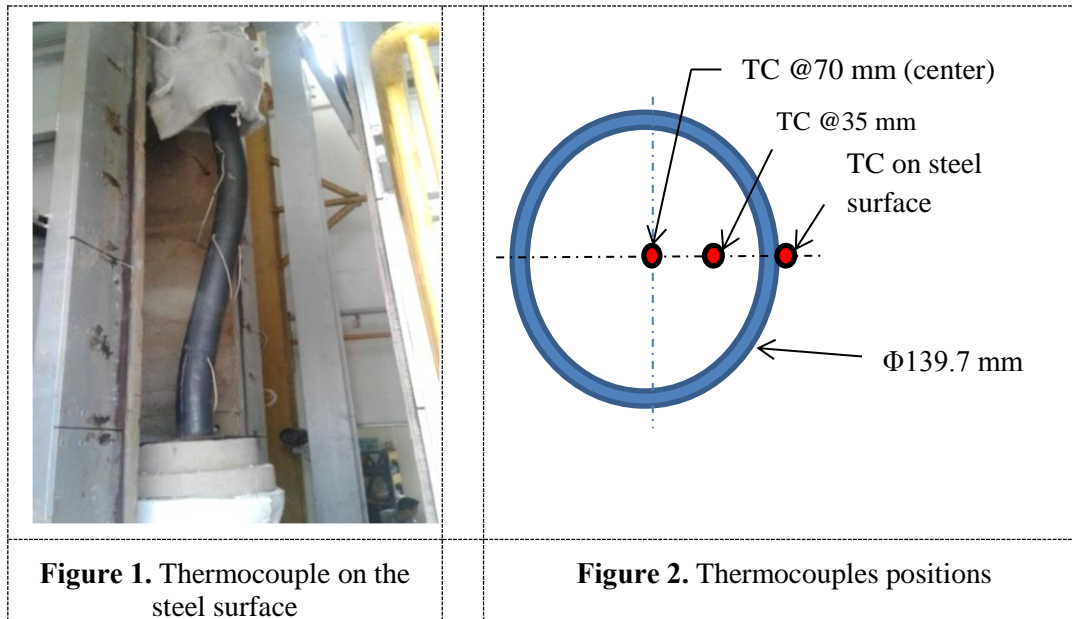 TC @70 mm (center)
TC @35 mm
TC on steel
surface
Φ139.7 mm
Figure 1. Thermocouple on the
steel surface
Figure 2. Thermocouples positions